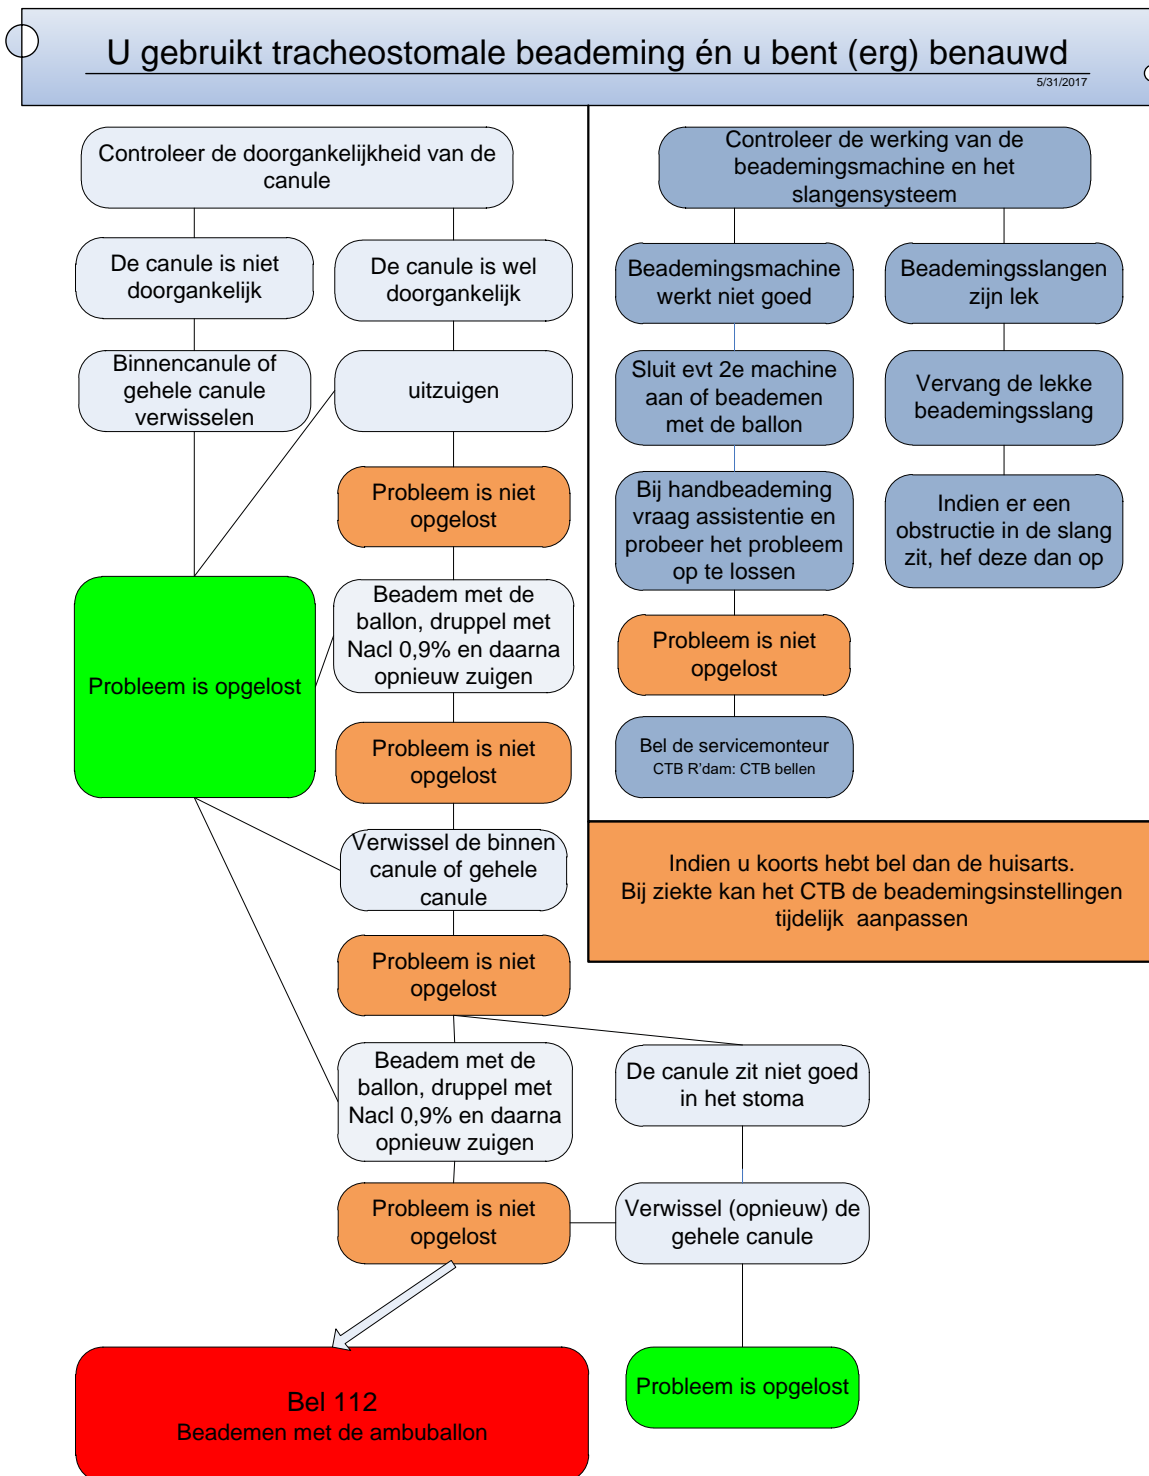 U gebruikt tracheostomale beademing én u bent (erg) benauwd
5/31/2017
Controleer de doorgankelijkheid van de
canule
De canule is niet
doorgankelijk
De canule is wel
doorgankelijk
Binnencanule of
gehele canule
verwisselen
uitzuigen
Probleem is niet
opgelost
Probleem is opgelost
Beadem met de
ballon, druppel met
Nacl 0,9% en daarna
opnieuw zuigen
Probleem is niet
opgelost
Verwissel de binnen
canule of gehele
canule
Probleem is niet
opgelost
Beadem met de
ballon, druppel met
Nacl 0,9% en daarna
opnieuw zuigen
De canule zit niet goed
in het stoma
Probleem is niet
opgelost
Verwissel (opnieuw) de
gehele canule
Bel 112
Beademen met de ambuballon
Probleem is opgelost
Controleer de werking van de
beademingsmachine en het
slangensysteem
Beademingsmachine
werkt niet goed
Beademingsslangen
zijn lek
Sluit evt 2e machine
aan of beademen
met de ballon
Vervang de lekke
beademingsslang
Bij handbeademing
vraag assistentie en
probeer het probleem
op te lossen
Indien er een
obstructie in de slang
zit, hef deze dan op
Probleem is niet
opgelost
Bel de servicemonteur
CTB R'dam: CTB bellen
Indien u koorts hebt bel dan de huisarts.
Bij ziekte kan het CTB de beademingsinstellingen
tijdelijk aanpassen